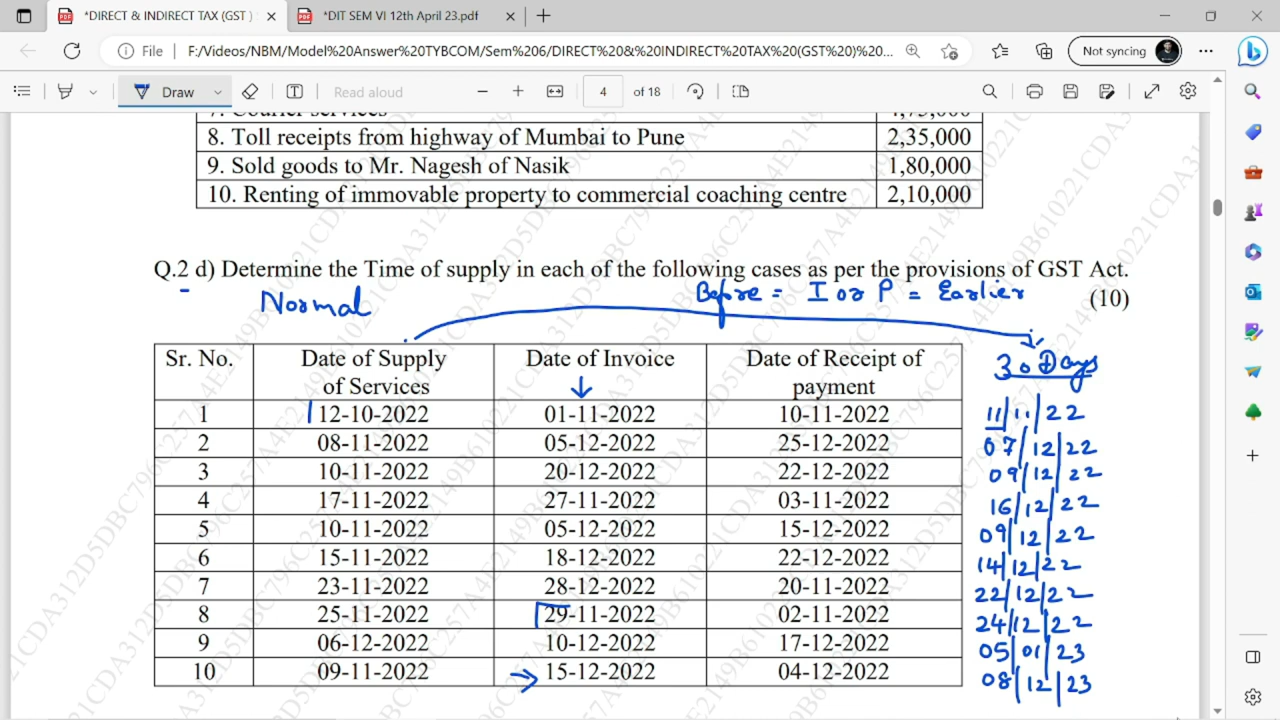 *DIRECT & INDIRECT TAX (GST )
*DIT SEM VI 12th April 23.pdf
File F:/Videos/NBM/Model%20Answer%20TYBCOM/Sem%206/DIRECT%20&%20INDIRECT%20TAX%20(GST%20)%20... Not syncing
Draw Read aloud 4 of 18
7. Courier services 4,75,000
8. Toll receipts from highway of Mumbai to Pune 2,35,000
9. Sold goods to Mr. Nagesh of Nasik 1,80,000
10. Renting of immovable property to commercial coaching centre 2,10,000
Q.2 d) Determine the Time of supply in each of the following cases as per the provisions of GST Act.
Normal Before = I or P = Earlier (10)
Sr. No. Date of Supply Date of Invoice Date of Receipt of 30 Days
of Services payment
1 12-10-2022 01-11-2022 10-11-2022 11/11/22
2 08-11-2022 05-12-2022 25-12-2022 07/12/22
3 10-11-2022 20-12-2022 22-12-2022 09/12/22
4 17-11-2022 27-11-2022 03-11-2022 16/12/22
5 10-11-2022 05-12-2022 15-12-2022 09/12/22
6 15-11-2022 18-12-2022 22-12-2022 14/12/22
7 23-11-2022 28-12-2022 20-11-2022 22/12/22
8 25-11-2022 29-11-2022 02-11-2022 24/12/22
9 06-12-2022 10-12-2022 17-12-2022 05/01/23
10 09-11-2022 15-12-2022 04-12-2022 08/12/23